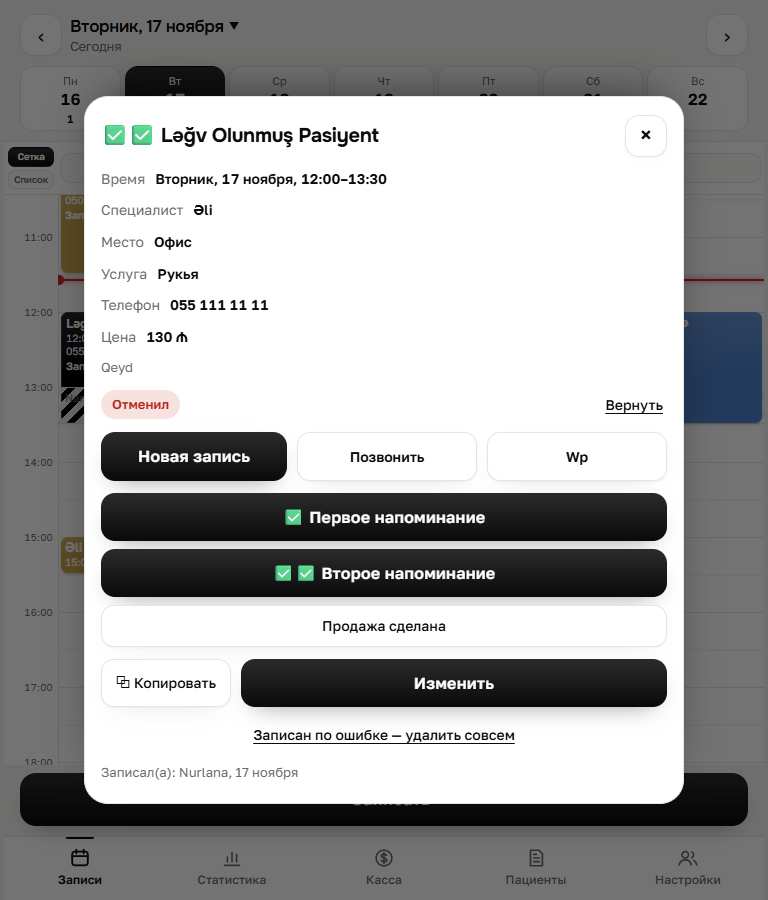 Вторник, 17 ноября ▼
Сегодня
Пн Вт Ср Чт Пт Сб Вс
16 22
1
Сетка
Список
✅ ✅ Ləğv Olunmuş Pasiyent
Время Вторник, 17 ноября, 12:00–13:30
Специалист Əli
Место Офис
Услуга Рукья
Телефон 055 111 11 11
Цена 130 ₼
Qeyd
Отменил
Вернуть
Новая запись
Позвонить
Wp
✅ Первое напоминание
✅ ✅ Второе напоминание
Продажа сделана
Копировать
Изменить
Записан по ошибке — удалить совсем
Записал(а): Nurlana, 17 ноября
11:00
12:00
13:00
14:00
15:00
16:00
17:00
18:00
Əli
Записи
Статистика
Касса
Пациенты
Настройки